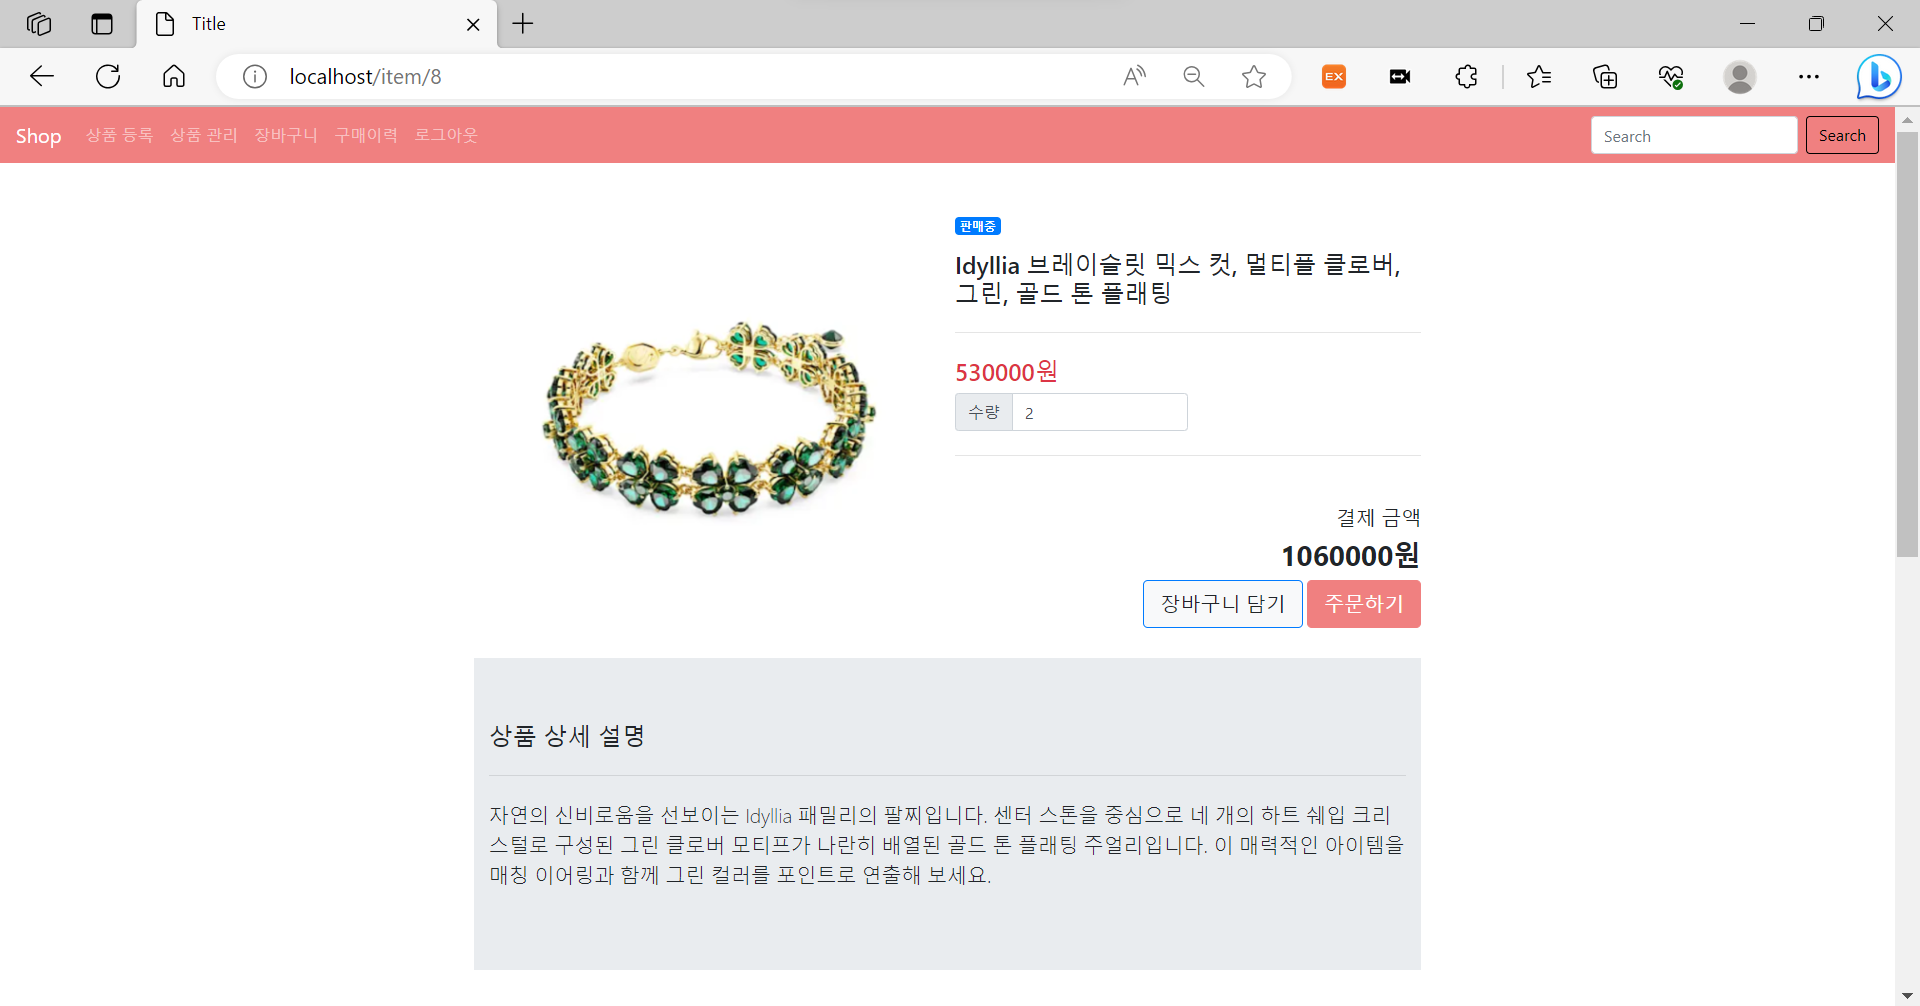 Title
localhost/item/8
EX
Shop 상품 등록 상품 관리 장바구니 구매이력 로그아웃 Search Search
판매중
Idyllia 브레이슬릿 믹스 컷, 멀티플 클로버,
그린, 골드 톤 플래팅
530000원
수량 2
결제 금액
1060000원
장바구니 담기 주문하기
상품 상세 설명
자연의 신비로움을 선보이는 Idyllia 패밀리의 팔찌입니다. 센터 스톤을 중심으로 네 개의 하트 쉐입 크리
스털로 구성된 그린 클로버 모티프가 나란히 배열된 골드 톤 플래팅 주얼리입니다. 이 매력적인 아이템을
매칭 이어링과 함께 그린 컬러를 포인트로 연출해 보세요.